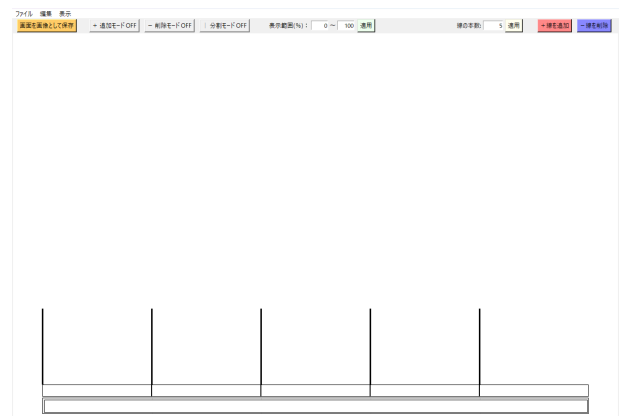 ファイル 編集 表示
画面を画像として保存 + 追加モードOFF − 削除モードOFF | 分割モードOFF 表示範囲(%)： 0 ～ 100 適用 線の本数: 5 適用 +線を追加 −線を削除